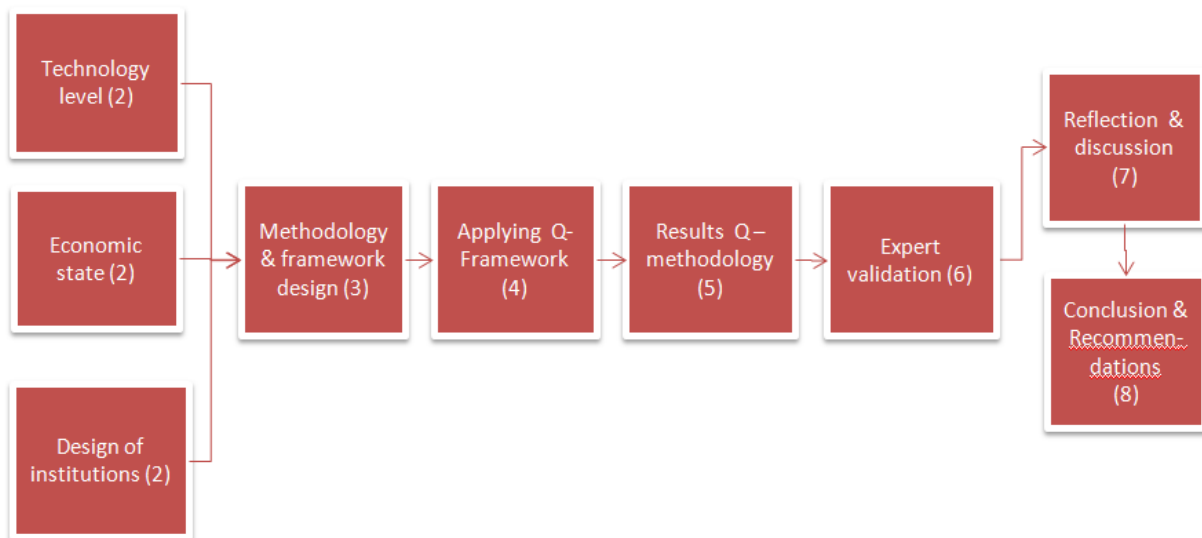 Technology
level (2)
Economic
state (2)
Design of
institutions (2)
Methodology
& framework
design (3)
Applying Q-
Framework
(4)
Results Q –
methodology
(5)
Expert
validation (6)
Reflection &
discussion
(7)
Conclusion &
Recommen-
dations
(8)